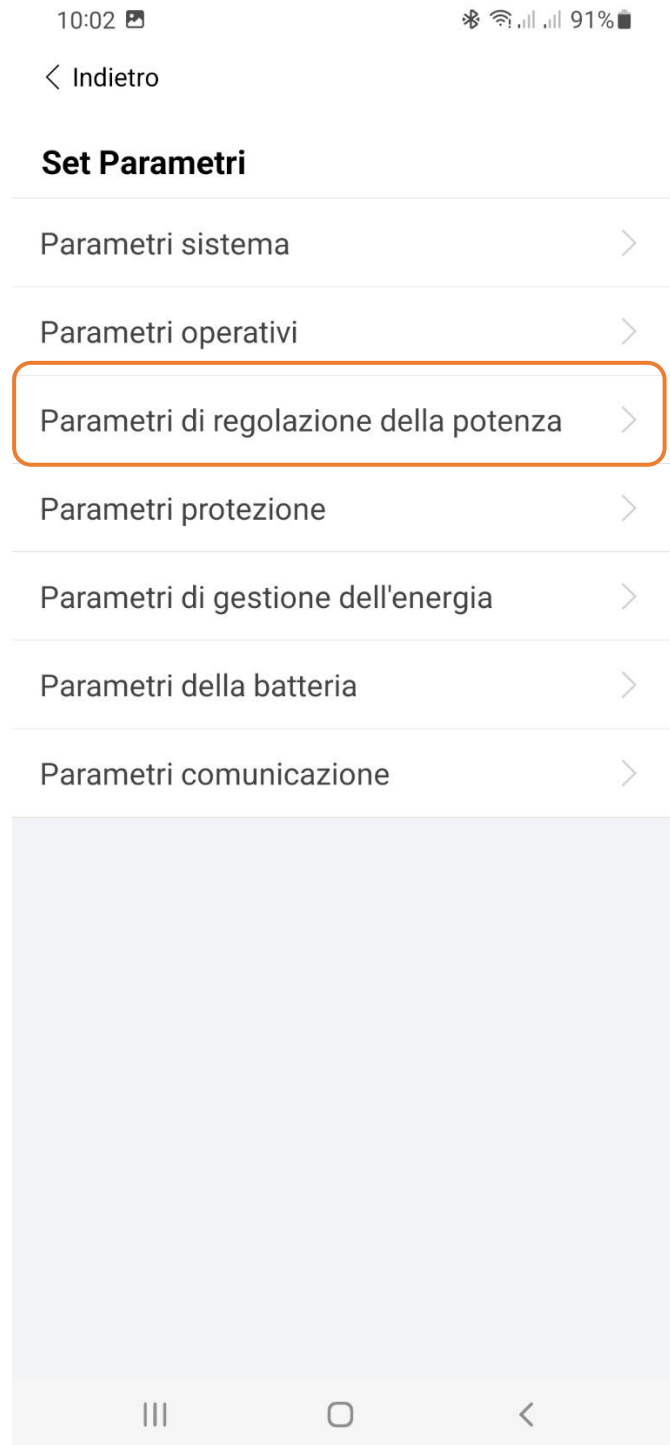 10:02 91%
Indietro
Set Parametri
Parametri sistema
Parametri operativi
Parametri di regolazione della potenza
Parametri protezione
Parametri di gestione dell'energia
Parametri della batteria
Parametri comunicazione